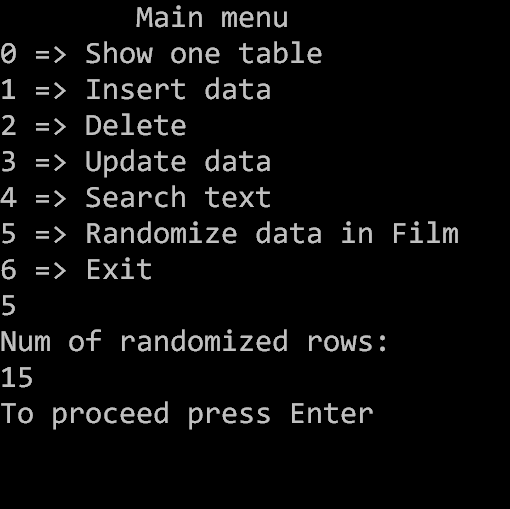 Main menu
0 => Show one table
1 => Insert data
2 => Delete
3 => Update data
4 => Search text
5 => Randomize data in Film
6 => Exit
5
Num of randomized rows:
15
To proceed press Enter